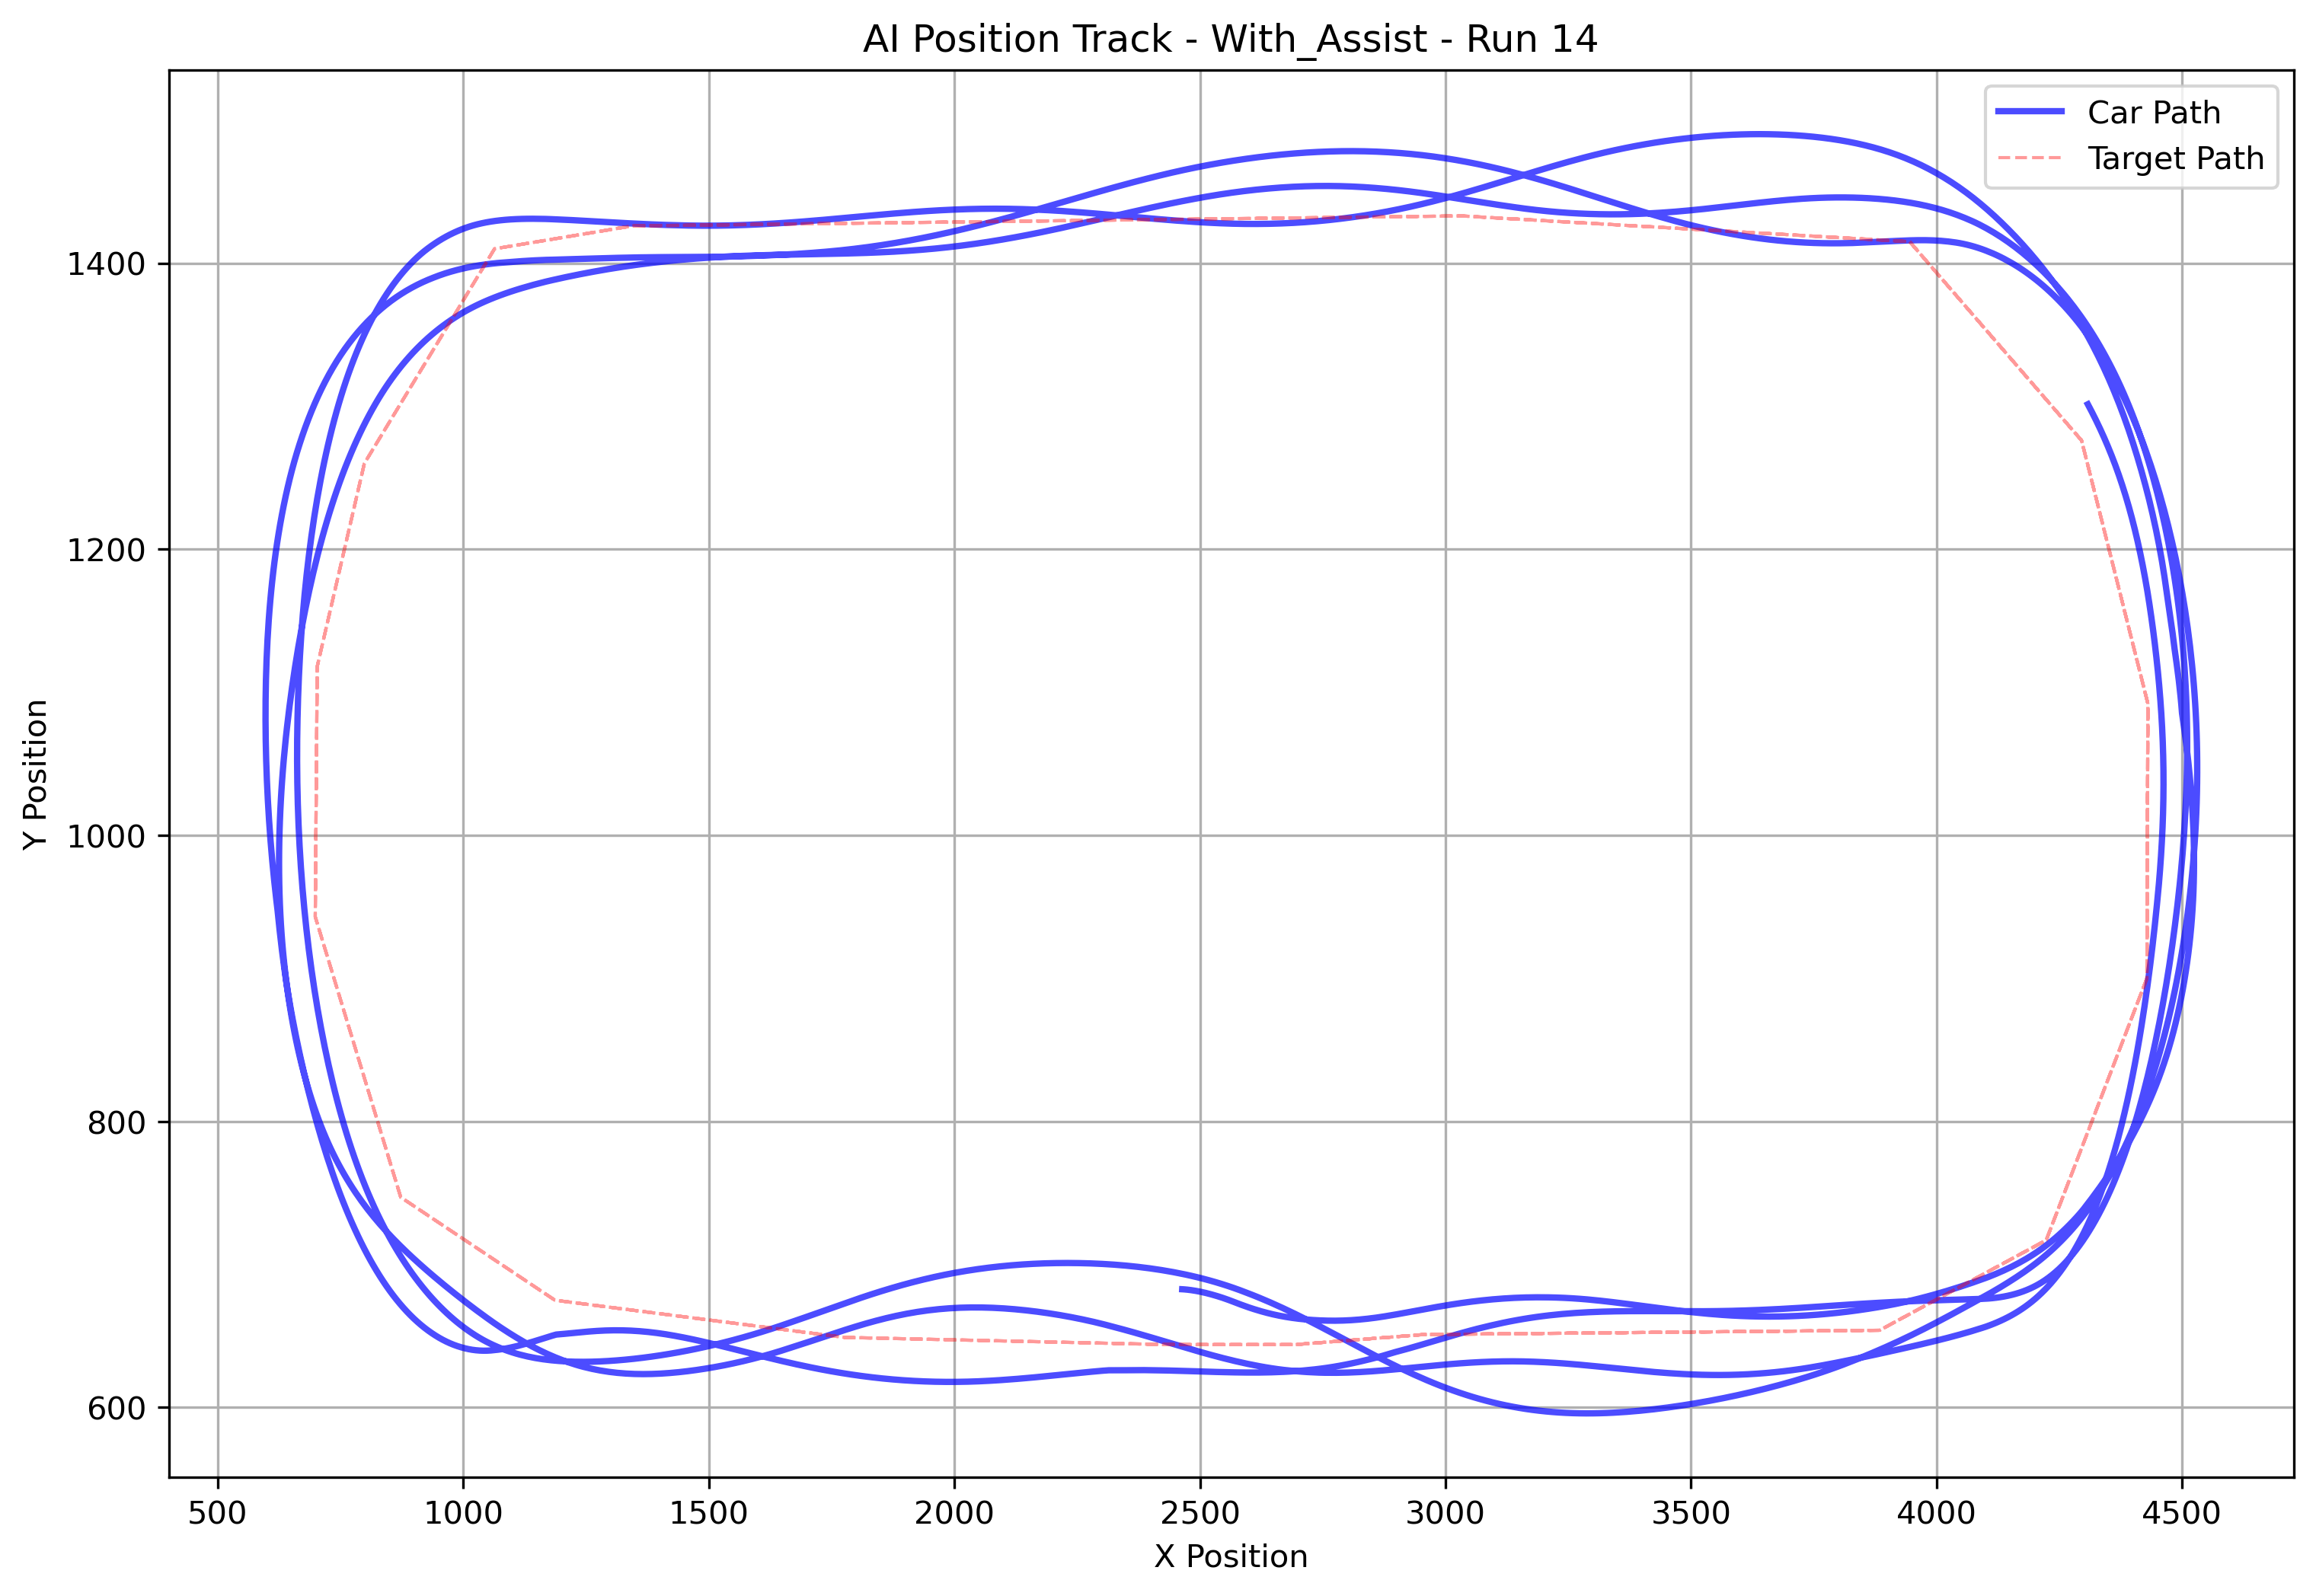 AI Position Track - With_Assist - Run 14
Car Path
Target Path
Y Position
1400
1200
1000
800
600
500 1000 1500 2000 2500 3000 3500 4000 4500
X Position